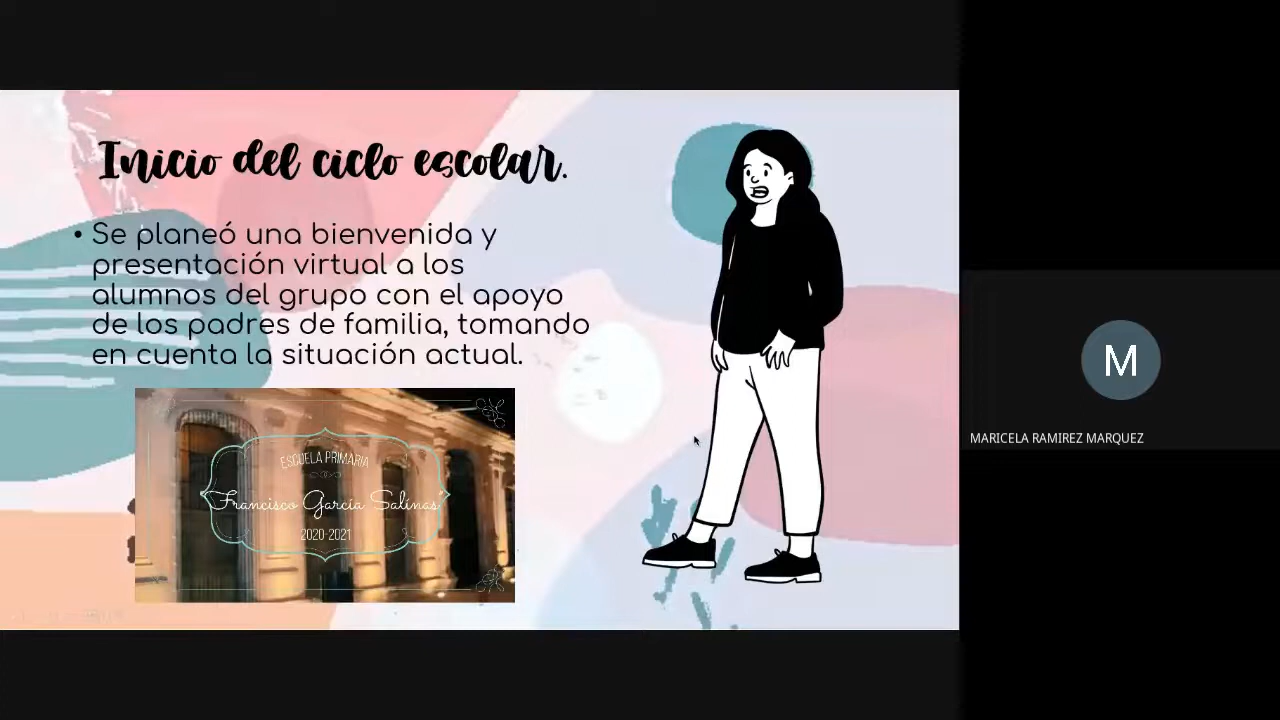 Inicio del ciclo escolar.
• Se planeó una bienvenida y
presentación virtual a los
alumnos del grupo con el apoyo
de los padres de familia, tomando
en cuenta la situación actual.
ESCUELA PRIMARIA
"Francisco García Salinas"
2020-2021
M
MARICELA RAMIREZ MARQUEZ